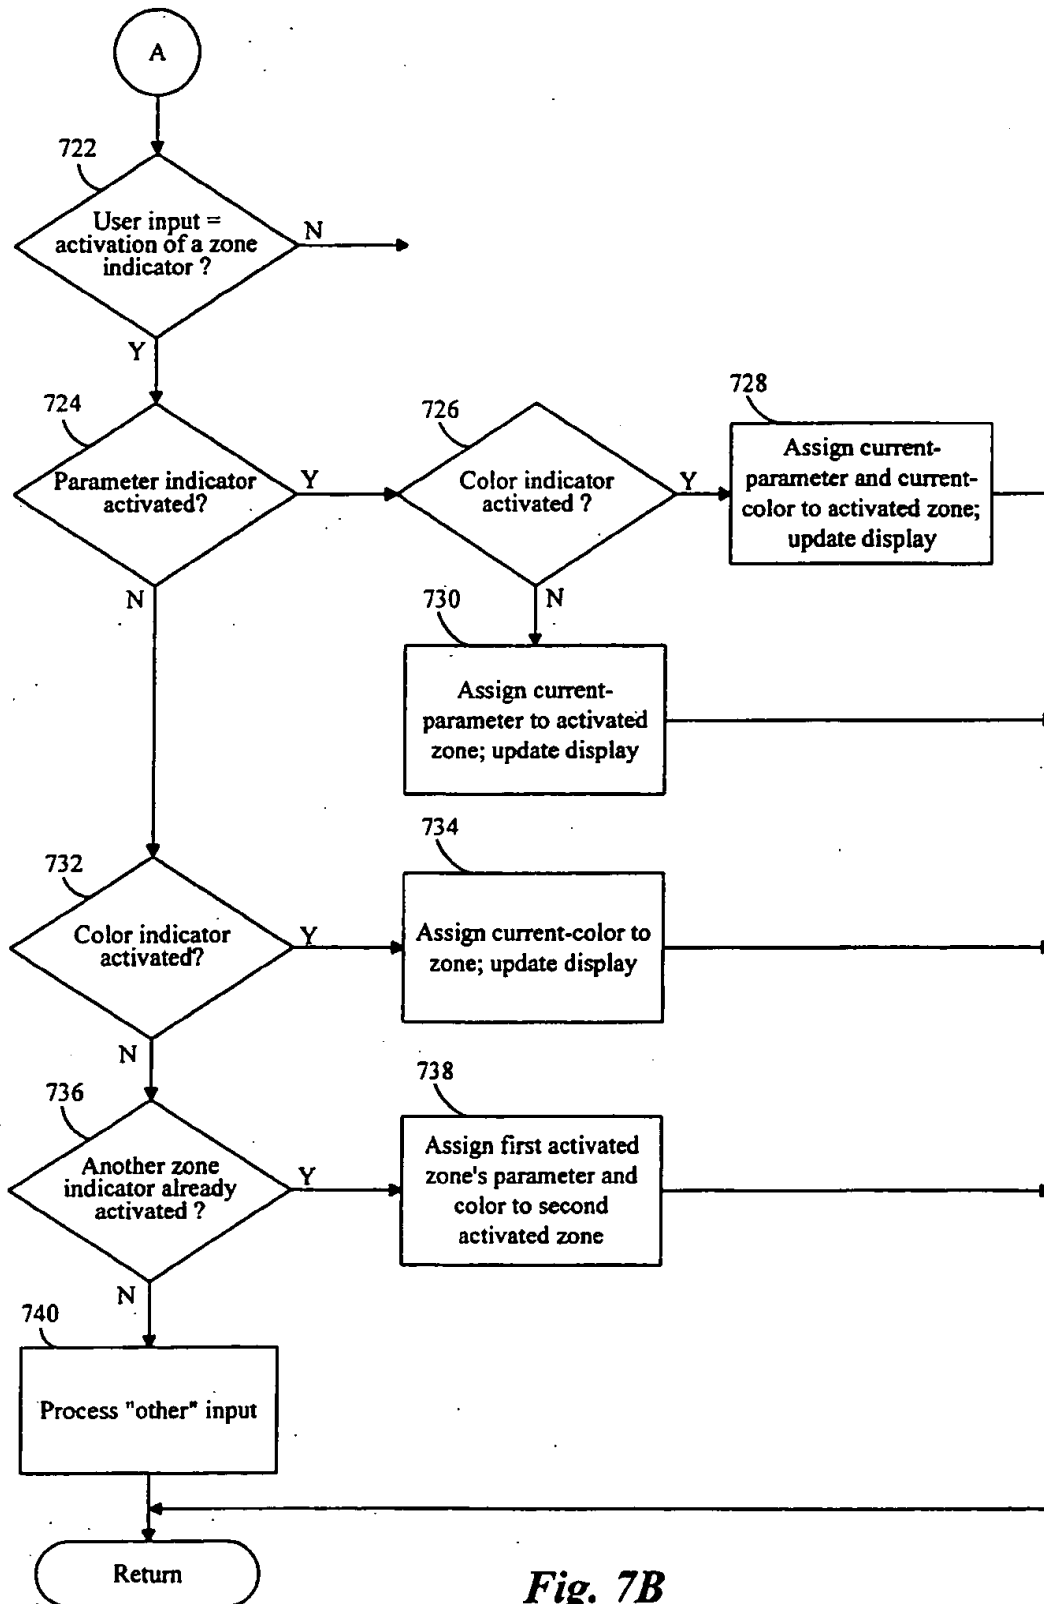 A
722
User input =
activation of a zone
indicator ?
N
Y
724
Parameter indicator
activated?
Y
N
726
Color indicator
activated ?
Y
N
728
Assign current-
parameter and current-
color to activated zone;
update display
730
Assign current-
parameter to activated
zone; update display
732
Color indicator
activated?
Y
N
734
Assign current-color to
zone; update display
736
Another zone
indicator already
activated ?
Y
N
738
Assign first activated
zone's parameter and
color to second
activated zone
740
Process "other" input
Return
Fig. 7B